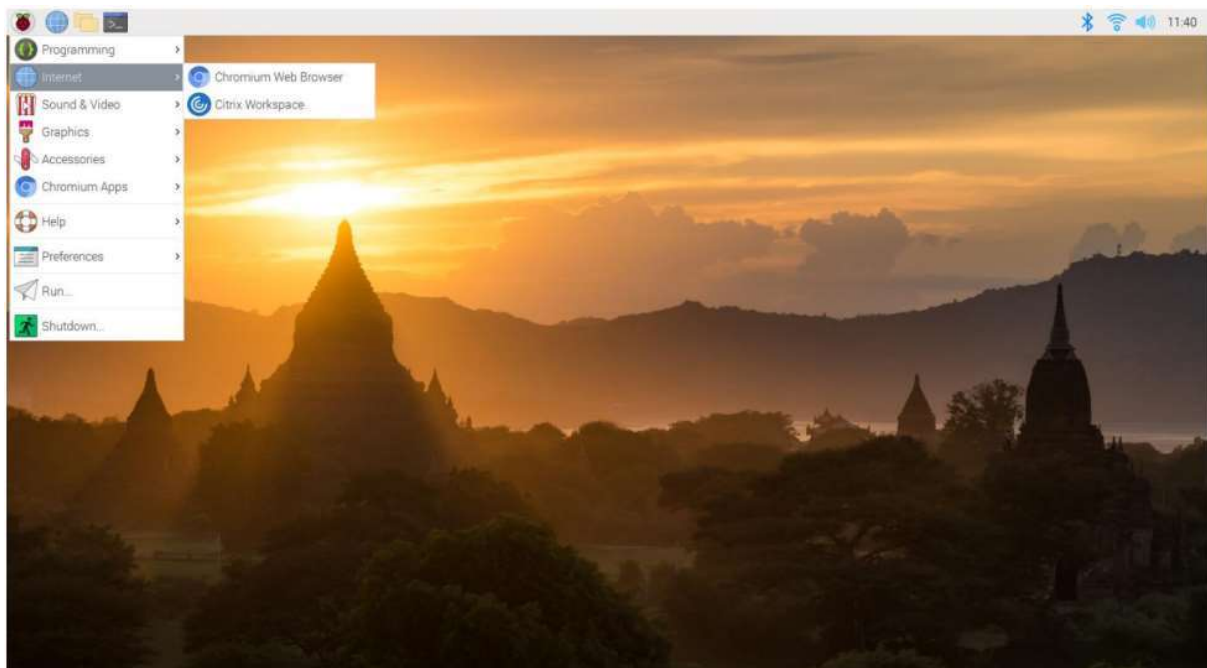 11:40
Programming
Internet
Chromium Web Browser
Sound & Video
Citrix Workspace
Graphics
Accessories
Chromium Apps
Help
Preferences
Run...
Shutdown...